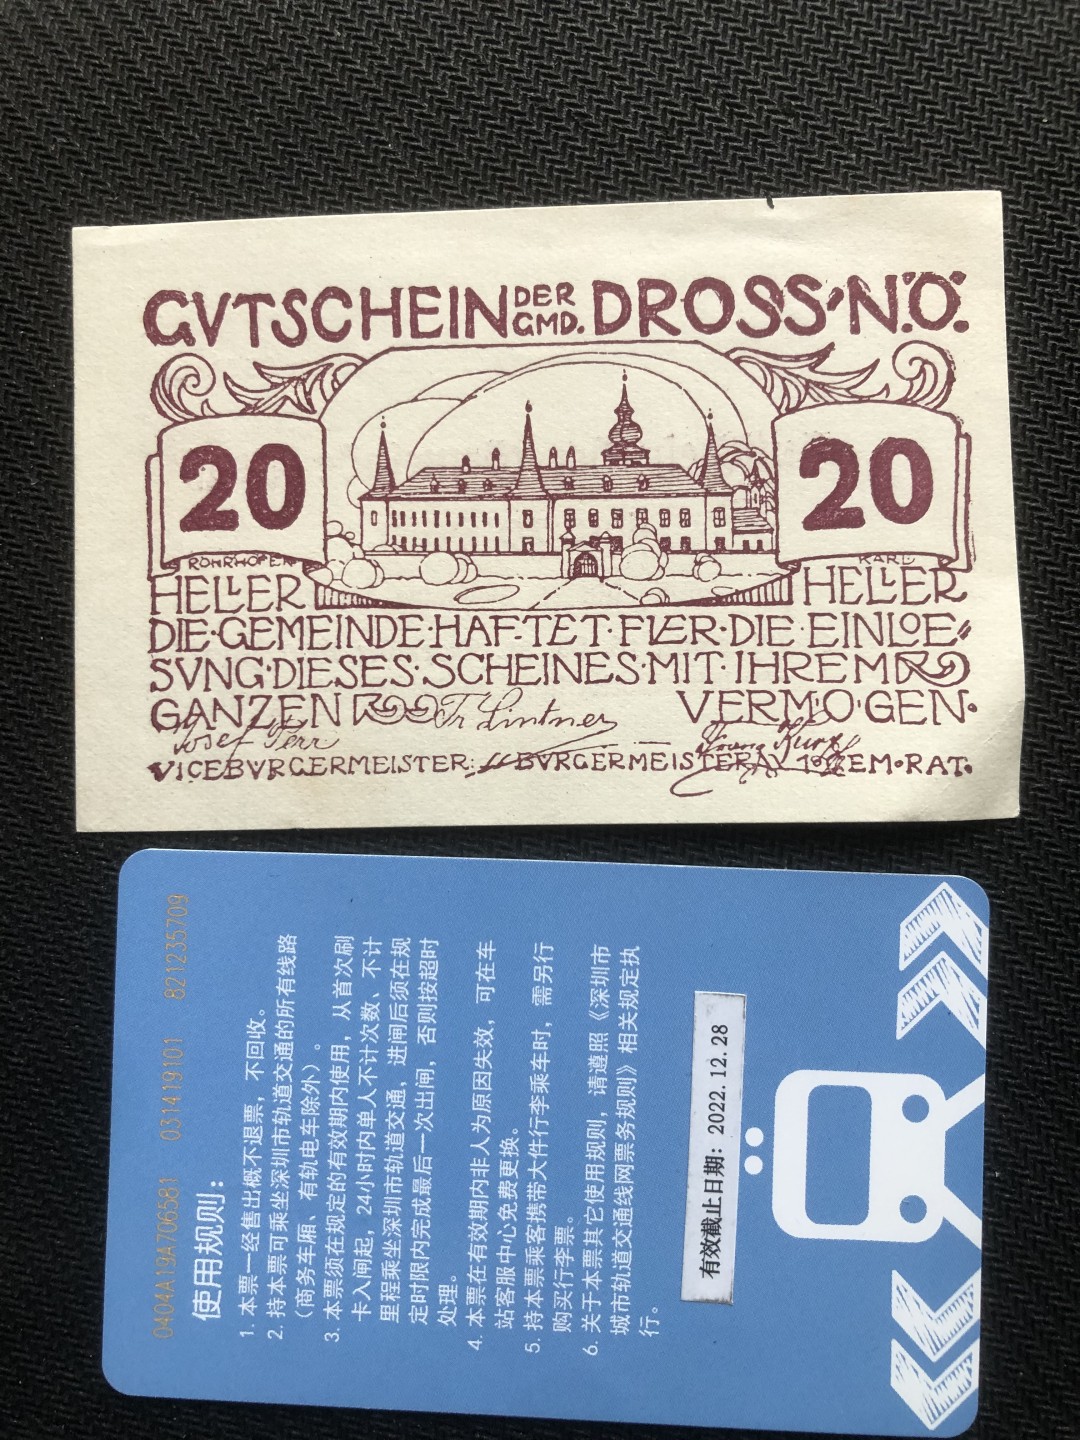 GVTSCHEIN DER GMD. DROSS, N.Ö.
20 20
ROHRHOFER KARL
HELLER HELLER
DIE·GEMEINDE·HAFTET·FVER·DIE·EINLOE-
SVNG·DIESES·SCHEINES·MIT·IHREM
GANZEN VERMOGEN.
Josef Fr Lintner Franz Kurz
VICEBVRGERMEISTER: BVRGERMEISTER
0404A19A706581 031419101 821235709
使用规则：
1. 本票一经售出概不退票，不回收。
2. 持本票可乘坐深圳市轨道交通的所有线路
（商务车厢、有轨电车除外）。
3. 本票须在规定的有效期内使用，从首次刷
卡入闸起，24小时内单人不计次数、不计
里程乘坐深圳市轨道交通，进闸后须在规
定时限内完成最后一次出闸，否则按超时
处理。
4. 本票在有效期内非人为原因失效，可在车
站客服中心免费更换。
5. 持本票乘客携带大件行李乘车时，需另行
购买行李票。
6. 关于本票其它使用规则，请遵照《深圳市
城市轨道交通线网票务规则》相关规定执
行。
有效截止日期：2022.12.28